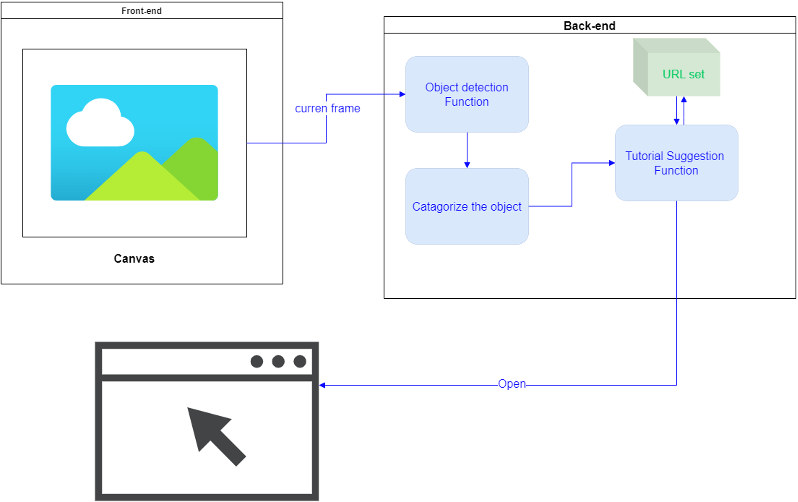 Front-end
Canvas
curren frame
Back-end
Object detection
Function
Catagorize the object
URL set
Tutorial Suggestion
Function
Open